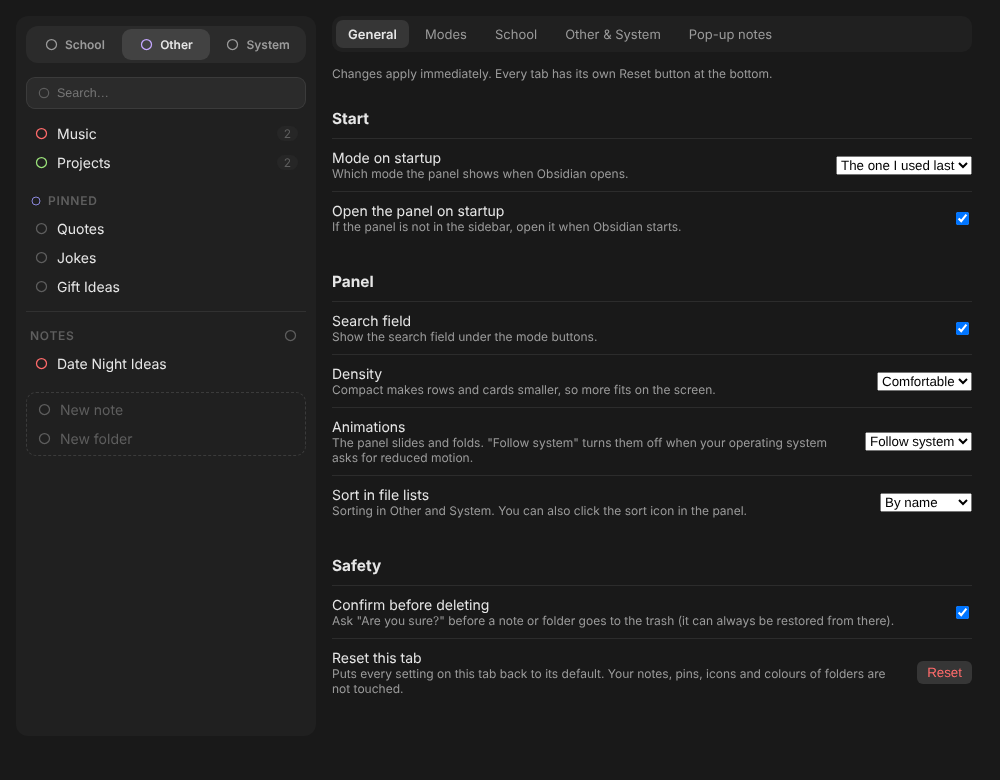 School
Other
System
Search...
Music 2
Projects 2
PINNED
Quotes
Jokes
Gift Ideas
NOTES
Date Night Ideas
New note
New folder
General Modes School Other & System Pop-up notes
Changes apply immediately. Every tab has its own Reset button at the bottom.
Start
Mode on startup
Which mode the panel shows when Obsidian opens.
The one I used last
Open the panel on startup
If the panel is not in the sidebar, open it when Obsidian starts.
Panel
Search field
Show the search field under the mode buttons.
Density
Compact makes rows and cards smaller, so more fits on the screen.
Comfortable
Animations
The panel slides and folds. "Follow system" turns them off when your operating system
asks for reduced motion.
Follow system
Sort in file lists
Sorting in Other and System. You can also click the sort icon in the panel.
By name
Safety
Confirm before deleting
Ask "Are you sure?" before a note or folder goes to the trash (it can always be restored from there).
Reset this tab
Puts every setting on this tab back to its default. Your notes, pins, icons and colours of folders are
not touched.
Reset